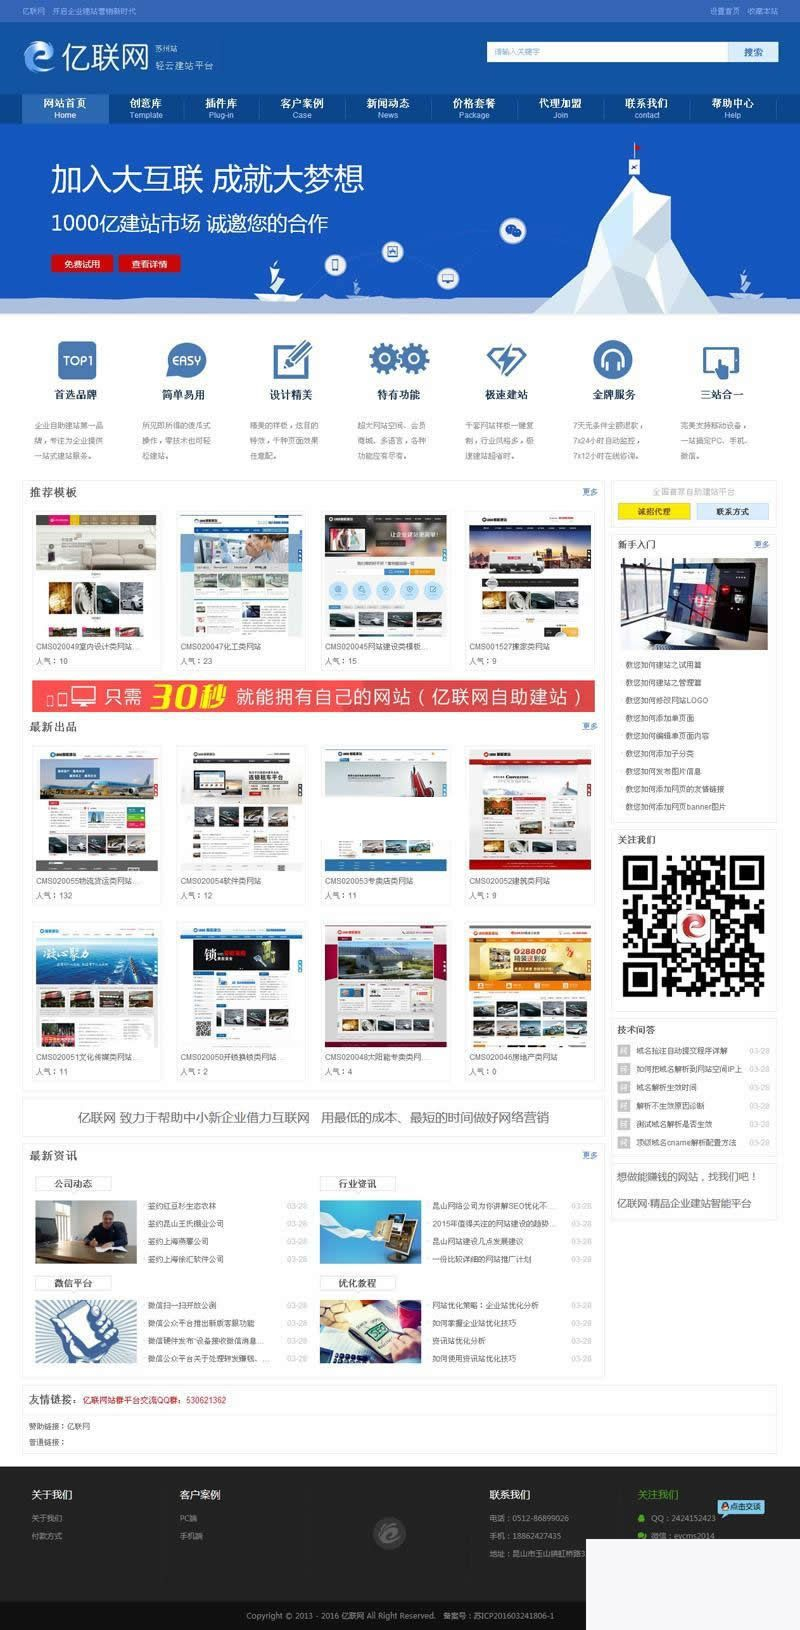 亿联网 开启企业建站营销新时代
设置首页 收藏本站
亿联网
苏州站
轻云建站平台
请输入关键字
搜索
网站首页 创意库 插件库 客户案例 新闻动态 价格套餐 代理加盟 联系我们 帮助中心
Home Template Plug-in Case News Package Join contact Help
加入大互联 成就大梦想
1000亿建站市场 诚邀您的合作
免费试用 查看详情
TOP1 EASY
首选品牌 简单易用 设计精美 特有功能 极速建站 金牌服务 三站合一
企业自助建站第一品
牌，专注为企业提供
一站式建站服务。
所见即所得的傻瓜式
操作，零技术也可轻
松建站。
精美的样板，炫目的
特效，千种页面效果
任意配。
超大网站空间、会员
商城、多语言，各种
功能应有尽有。
千套网站样板一键复
制，行业风格多，极
速建站超省时。
7天无条件全额退款，
7x24小时自动监控，
7x12小时在线咨询。
完美支持移动设备，
一站搞定PC、手机、
微信。
推荐模板 更多
CMS020049室内设计类网站...
人气：10
CMS020047化工类网站
人气：23
CMS020045网站建设类模板...
人气：15
CMS001527搬家类网站
人气：9
只需 30秒 就能拥有自己的网站（亿联网自助建站）
最新出品 更多
CMS020055物流货运类网站...
人气：132
CMS020054软件类网站
人气：12
CMS020053专卖店类网站
人气：11
CMS020052建筑类网站
人气：9
CMS020051文化传媒类网站...
人气：11
CMS020050开锁换锁类网站...
人气：2
CMS020048太阳能专卖类网...
人气：4
CMS020046房地产类网站
人气：0
亿联网 致力于帮助中小新企业借力互联网 用最低的成本、最短的时间做好网络营销
最新资讯 更多
公司动态
签约红豆杉生态农林 03-28
签约昆山王氏棚业公司 03-28
签约上海燕馨公司 03-28
签约上海徐汇软件公司 03-28
行业资讯
昆山网络公司为你讲解SEO优化不... 03-28
2015年值得关注的网站建设的趋势... 03-28
昆山网站建设几点发展建议 03-28
一份比较详细的网站推广计划 03-28
微信平台
微信扫一扫开放公测 03-28
微信公众平台推出新版客服功能 03-28
微信硬件发布“设备接收微信消息... 03-28
微信公众平台关于处理转发赚钱、... 03-28
优化教程
网站优化策略：企业站优化分析 03-28
如何掌握企业站优化技巧 03-28
资讯站优化分析 03-28
如何使用资讯站优化技巧 03-28
全国首家自助建站平台
诚招代理 联系方式
新手入门 更多
教您如何建站之试用篇
教您如何建站之管理篇
教您如何修改网站LOGO
教您如何添加单页面
教您如何编辑单页面内容
教您如何添加子分类
教您如何发布图片信息
教您如何添加网页的友情链接
教您如何添加网页banner图片
关注我们
技术问答
问 域名抢注自动提交程序详解 03-28
问 如何把域名解析到网站空间IP上 03-28
问 域名解析生效时间 03-28
问 解析不生效原因诊断 03-28
问 测试域名解析是否生效 03-28
问 顶级域名cname解析配置方法 03-28
想做能赚钱的网站，找我们吧！
亿联网·精品企业建站智能平台
友情链接： 亿联网站群平台交流QQ群：530621362
赞助链接：亿联网
普通链接：
关于我们
关于我们
付款方式
客户案例
PC端
手机端
联系我们
电话：0512-86899026
手机：18862427435
地址：昆山市玉山镇虹桥路3
关注我们
QQ：2424152423
点击交谈
微信：eycms2014
Copyright © 2013 - 2016 亿联网 All Right Reserved. 备案号：苏ICP201603241806-1